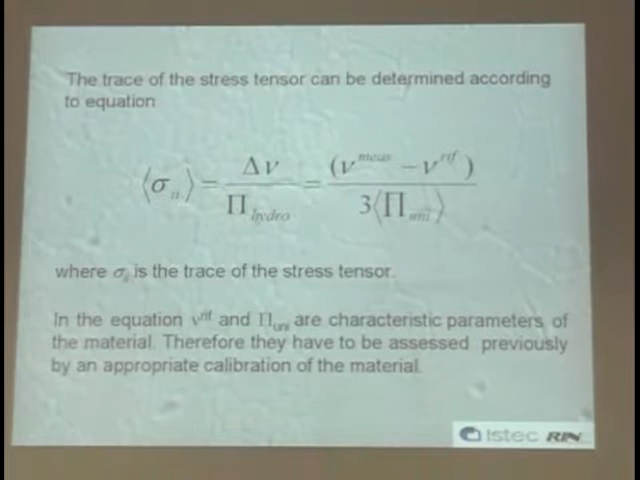 The trace of the stress tensor can be determined according
to equation
⟨σ_ii⟩ = Δν / Π_hydro = (ν^meas − ν^rif) / 3⟨Π_uni⟩
where σ_ii is the trace of the stress tensor.
In the equation ν^rif and Π_uni are characteristic parameters of
the material. Therefore they have to be assessed previously
by an appropriate calibration of the material.
Istec RIN